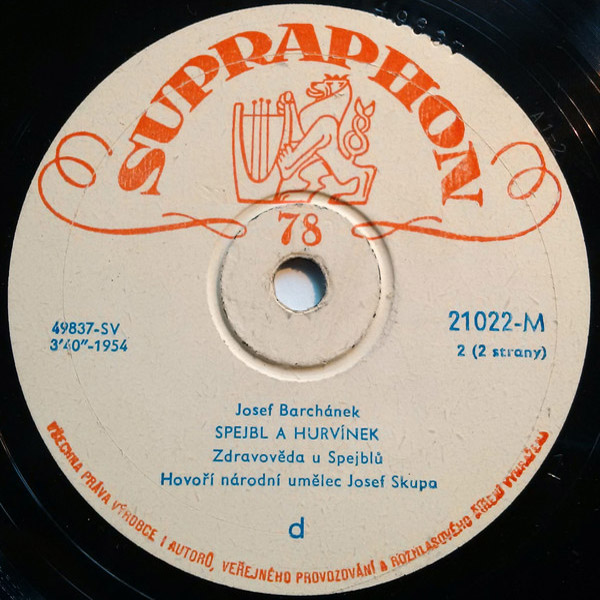 SUPRAPHON
78
49837-SV
3'40"-1954
21022-M
2 (2 strany)
Josef Barchánek
SPEJBL A HURVÍNEK
Zdravověda u Spejblů
Hovoří národní umělec Josef Skupa
d
VŠECHNA PRÁVA VÝROBCE I AUTORŮ, VEŘEJNÉHO PROVOZOVÁNÍ A ROZHLASOVÉHO ŠÍŘENÍ VYHRAZENA